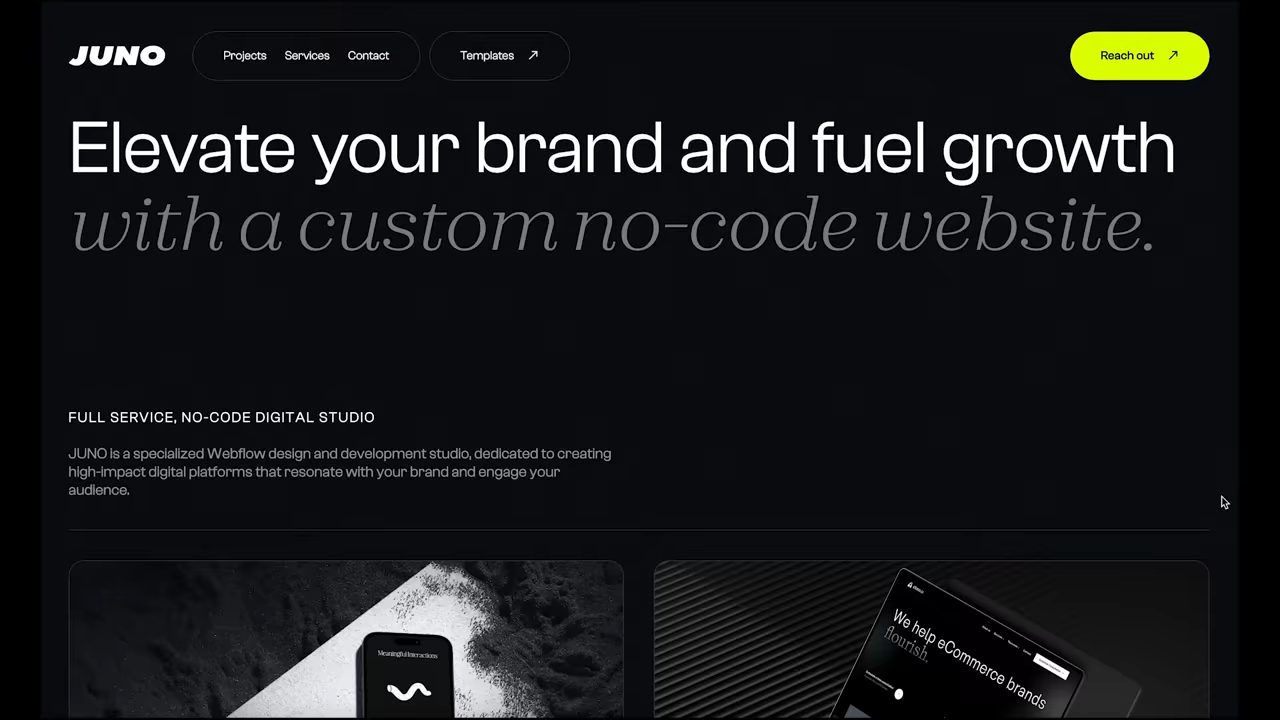 JUNO
Projects Services Contact
Templates
Reach out
Elevate your brand and fuel growth
with a custom no-code website.
FULL SERVICE, NO-CODE DIGITAL STUDIO
JUNO is a specialized Webflow design and development studio, dedicated to creating
high-impact digital platforms that resonate with your brand and engage your
audience.
Meaningful Interactions
We help eCommerce brands
flourish.